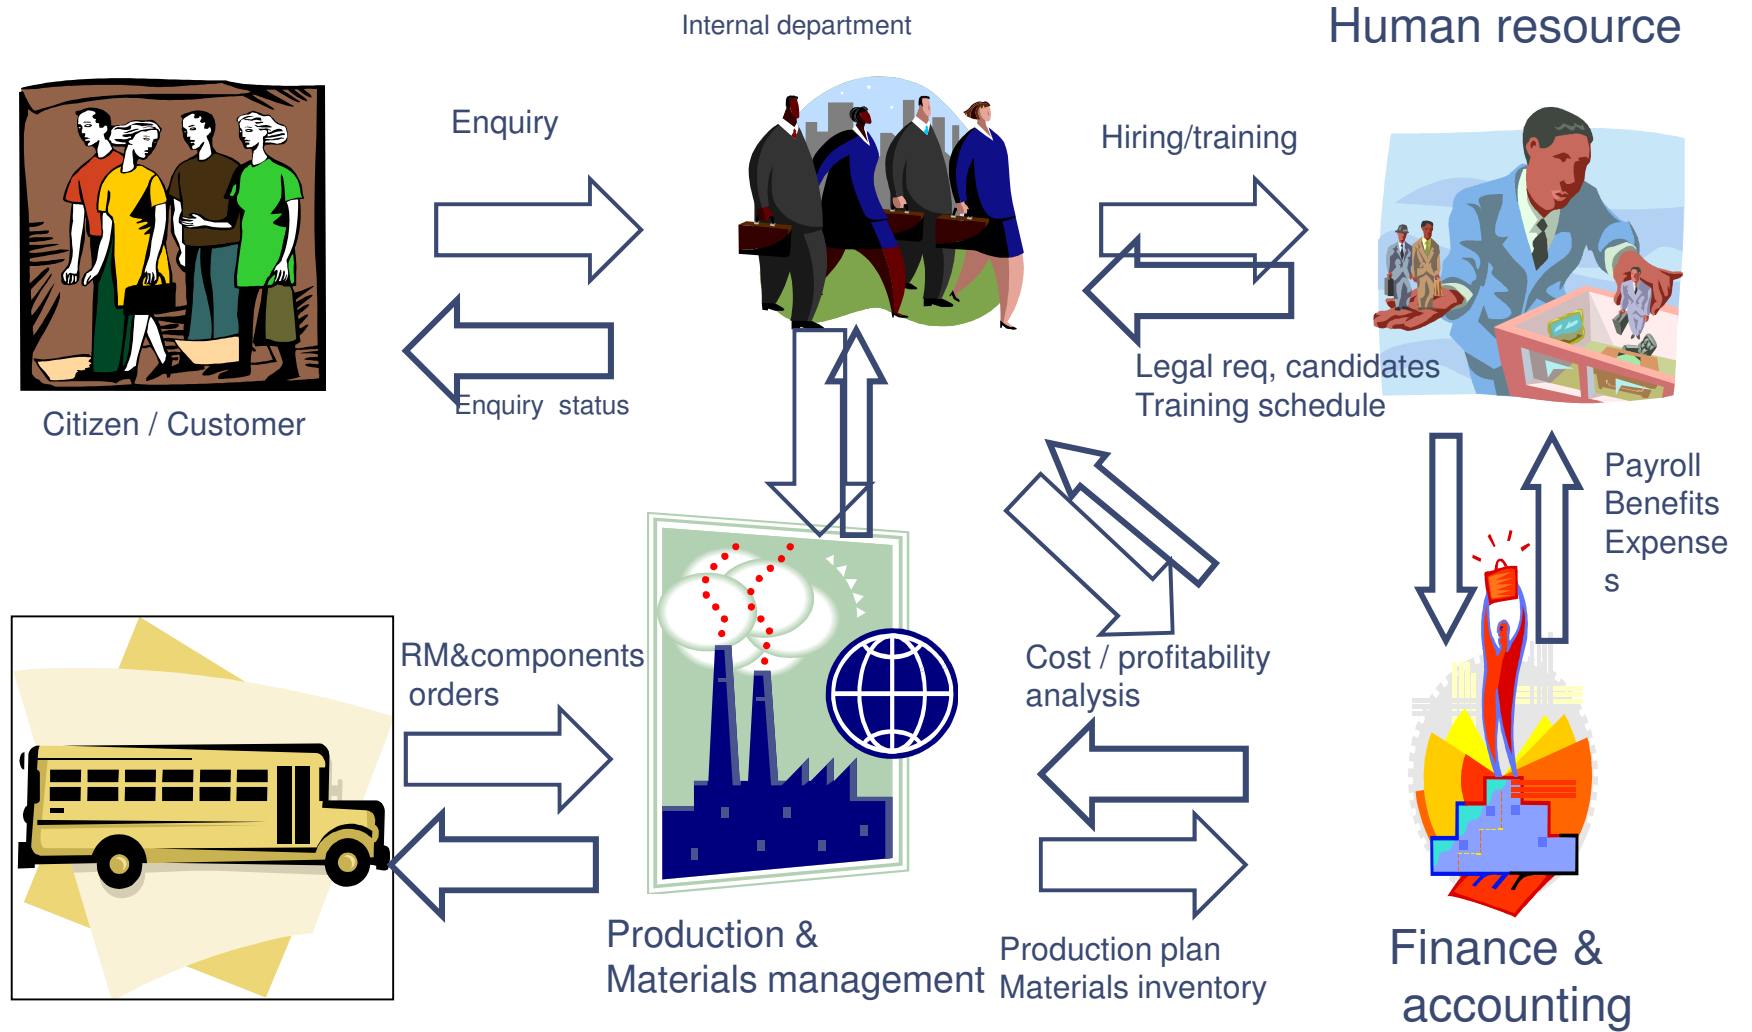 Internal department
Human resource
Enquiry
Hiring/training
Enquiry status
Citizen / Customer
Legal req, candidates
Training schedule
Payroll
Benefits
Expense
s
RM&components
orders
Cost / profitability
analysis
Production &
Materials management
Production plan
Materials inventory
Finance &
accounting